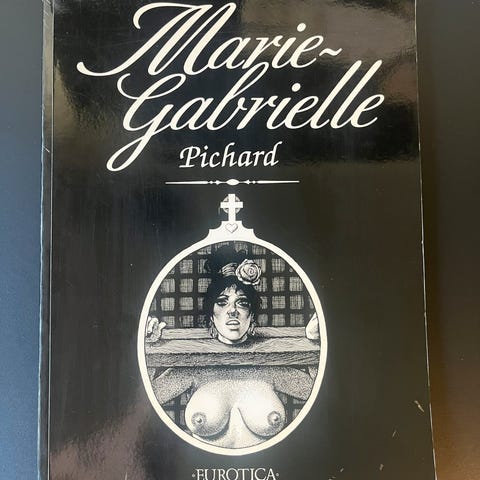 Marie~
Gabrielle
Pichard
·EUROTICA·